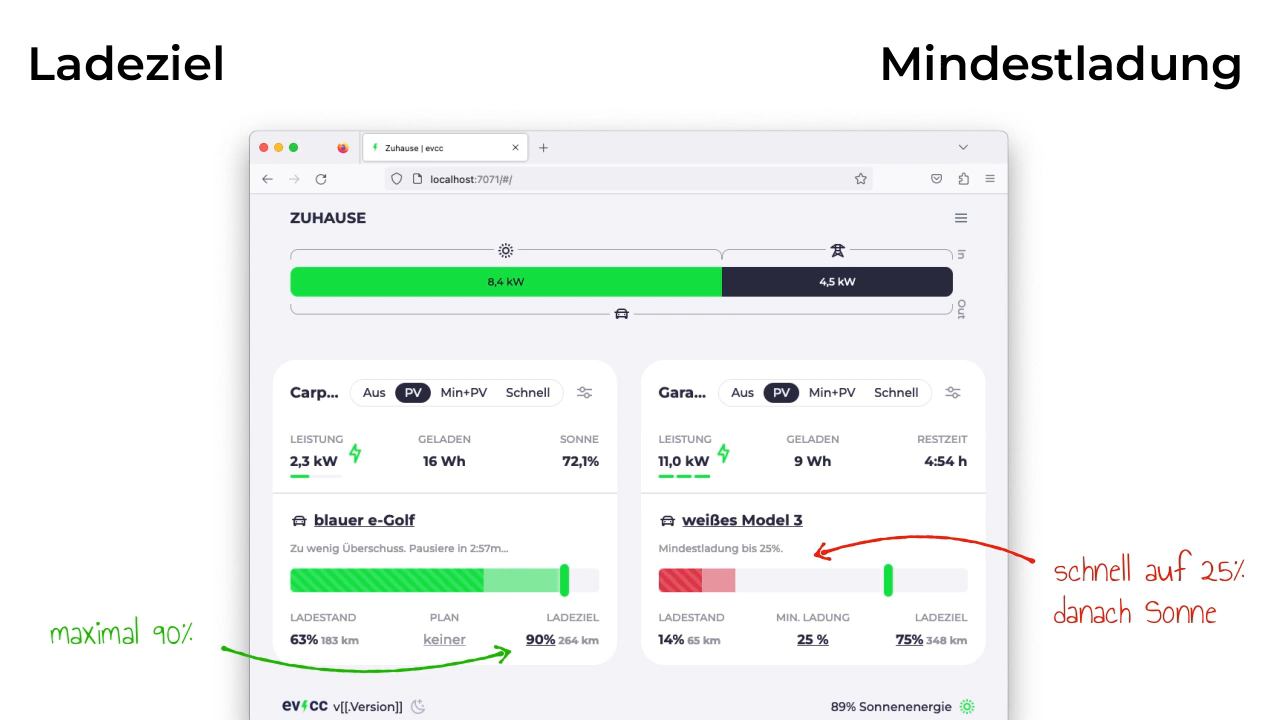 Ladeziel
Mindestladung
Zuhause | evcc
localhost:7071/#/
ZUHAUSE
8,4 kW
4,5 kW
In
Out
Carp...
Aus PV Min+PV Schnell
LEISTUNG GELADEN SONNE
2,3 kW 16 Wh 72,1%
blauer e-Golf
Zu wenig Überschuss. Pausiere in 2:57m...
LADESTAND PLAN LADEZIEL
63% 183 km keiner 90% 264 km
Gara...
Aus PV Min+PV Schnell
LEISTUNG GELADEN RESTZEIT
11,0 kW 9 Wh 4:54 h
weißes Model 3
Mindestladung bis 25%.
LADESTAND MIN. LADUNG LADEZIEL
14% 65 km 25 % 75% 348 km
maximal 90%
schnell auf 25%
danach Sonne
evcc v[[.Version]]
89% Sonnenenergie